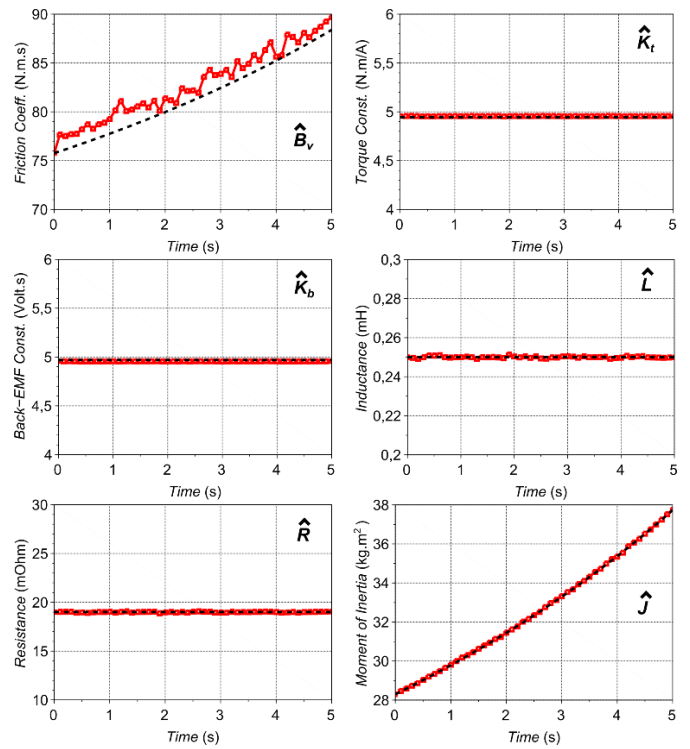 90
85
80
75
70
0 1 2 3 4 5
Time (s)
Friction Coeff. (N.m.s)
B̂v
6
5,5
5
4,5
4
0 1 2 3 4 5
Time (s)
Torque Const. (N.m/A)
K̂t
6
5,5
5
4,5
4
0 1 2 3 4 5
Time (s)
Back−EMF Const. (Volt.s)
K̂b
0,3
0,28
0,26
0,250
0,24
0,22
0,2
0 1 2 3 4 5
Time (s)
Inductance (mH)
L̂
30
25
20
19
15
10
0 1 2 3 4 5
Time (s)
Resistance (mOhm)
R̂
38
36
34
32
30
28
0 1 2 3 4 5
Time (s)
Moment of Inertia (kg.m²)
Ĵ